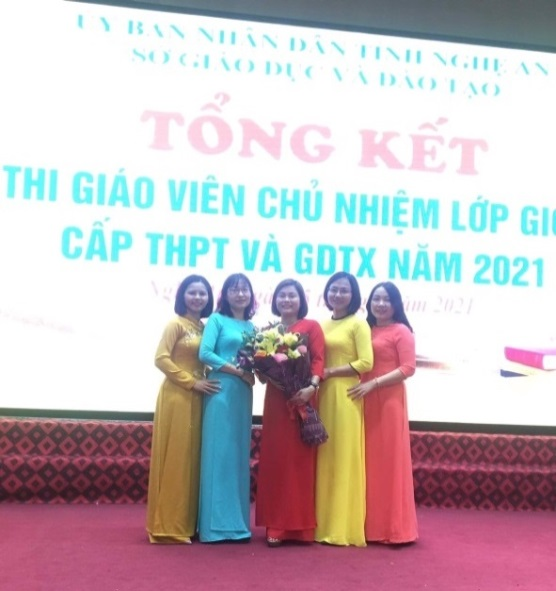 ỦY BAN NHÂN DÂN TỈNH NGHỆ AN
SỞ GIÁO DỤC VÀ ĐÀO TẠO
TỔNG KẾT
THI GIÁO VIÊN CHỦ NHIỆM LỚP GIỎ
CẤP THPT VÀ GDTX NĂM 2021
năm 2021